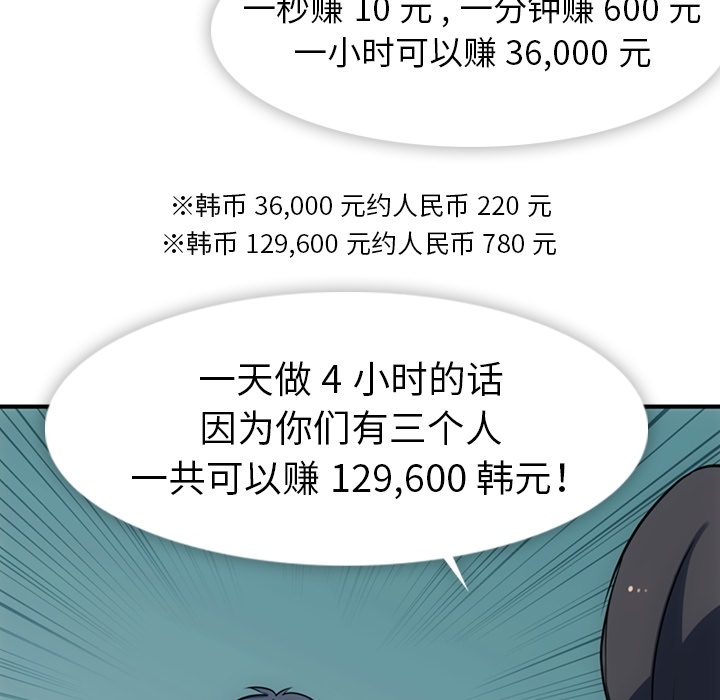 一秒赚 10 元 , 一分钟赚 600 元
一小时可以赚 36,000 元
※韩币 36,000 元约人民币 220 元
※韩币 129,600 元约人民币 780 元
一天做 4 小时的话
因为你们有三个人
一共可以赚 129,600 韩元！